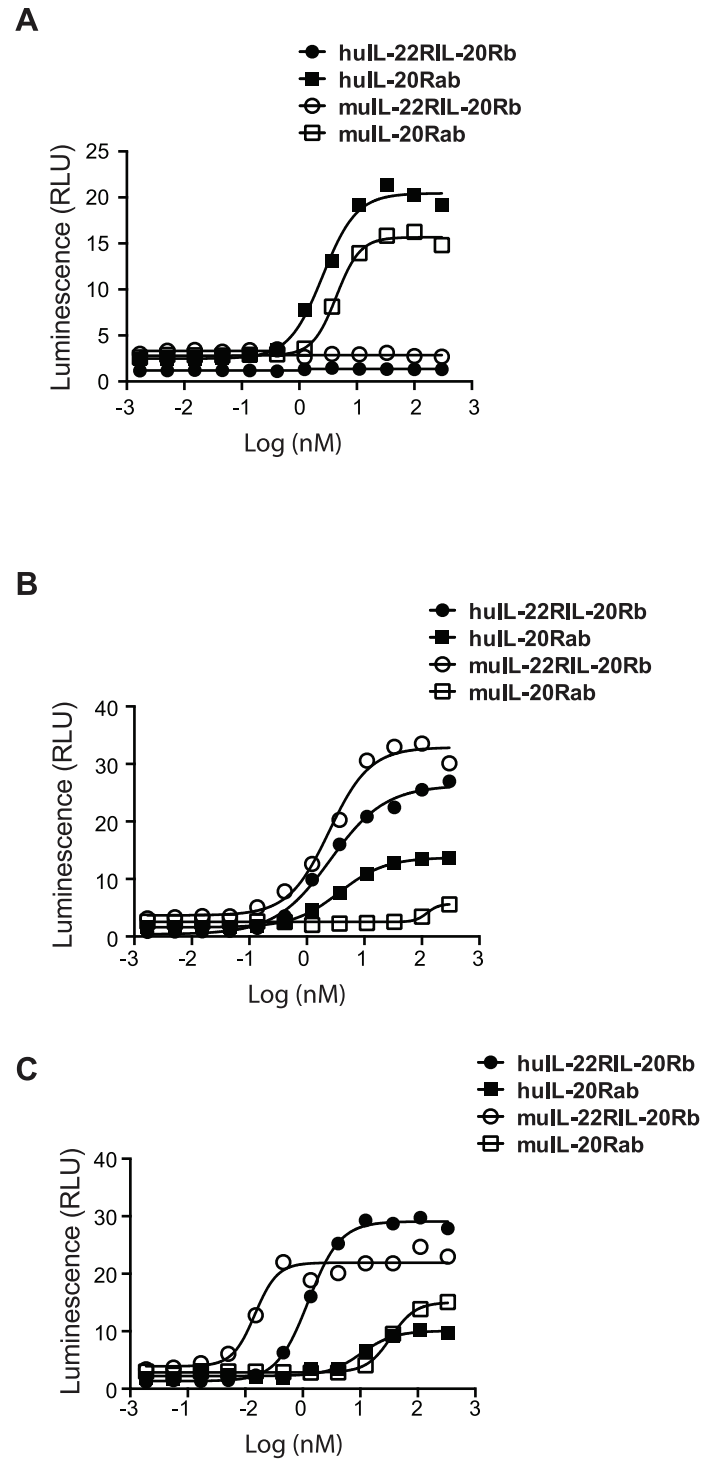 A
huIL-22RIL-20Rb
huIL-20Rab
muIL-22RIL-20Rb
muIL-20Rab
Luminescence (RLU)
25
20
15
10
5
0
-3 -2 -1 0 1 2 3
Log (nM)
B
huIL-22RIL-20Rb
huIL-20Rab
muIL-22RIL-20Rb
muIL-20Rab
Luminescence (RLU)
40
30
20
10
0
-3 -2 -1 0 1 2 3
Log (nM)
C
huIL-22RIL-20Rb
huIL-20Rab
muIL-22RIL-20Rb
muIL-20Rab
Luminescence (RLU)
40
30
20
10
0
-3 -1 -2 0 1 2 3
Log (nM)